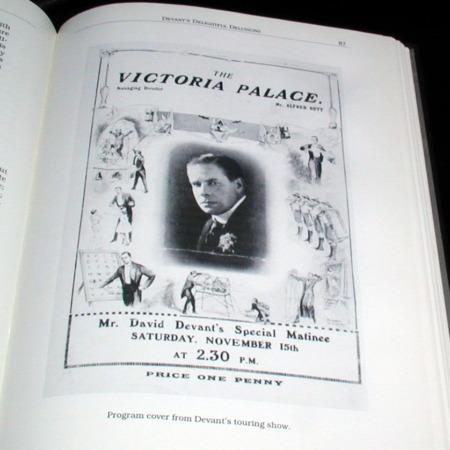 DEVANT'S DELIGHTFUL DELUSIONS
87
THE
VICTORIA PALACE.
Managing Director
Mr. ALFRED BUTT
Mr. David Devant's Special Matinee
SATURDAY, NOVEMBER 15th
AT 2.30 P.M.
PRICE ONE PENNY
Program cover from Devant's touring show.